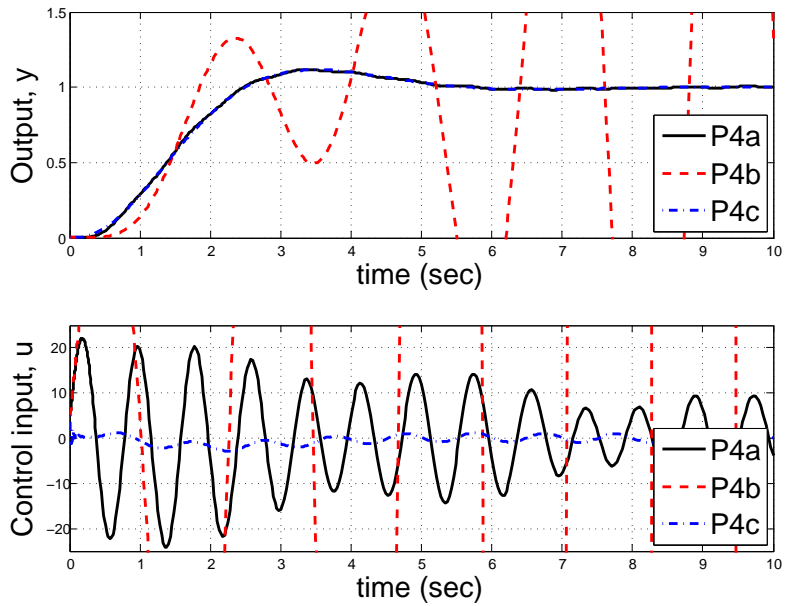 1.5
1
0.5
0
Output, y
P4a
P4b
P4c
0 1 2 3 4 5 6 7 8 9 10
time (sec)
20
10
0
−10
−20
Control input, u
P4a
P4b
P4c
0 1 2 3 4 5 6 7 8 9 10
time (sec)